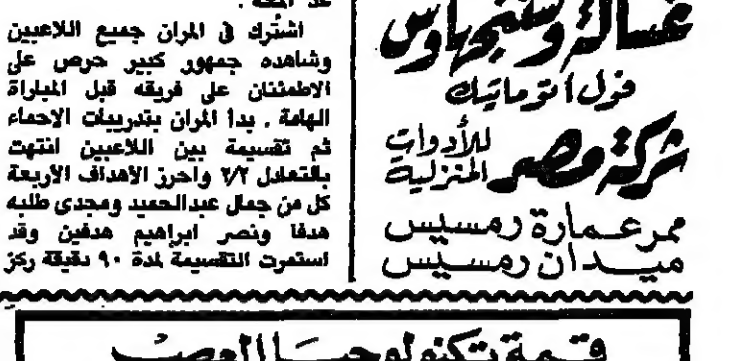 اشترك في المران جميع اللاعبين
وشاهده جمهور كبير حرص على
الاطمئنان على فريقه قبل المباراة
الهامة . بدأ المران بتدريبات الاحماء
ثم تقسيمة بين اللاعبين انتهت
بالتعادل ٢/٢ واحرز الأهداف الأربعة
كل من جمال عبدالحميد ومجدى طلبه
هدفا ونصر ابراهيم هدفين وقد
استمرت التقسيمة لمدة ٩٠ دقيقة ركز
غسالة وستنجهاوس
فول أتوماتيك
شركة مصر للأدوات المنزلية
ممر عمارة رمسيس
ميدان رمسيس
قمة تكنولوجيا العصر